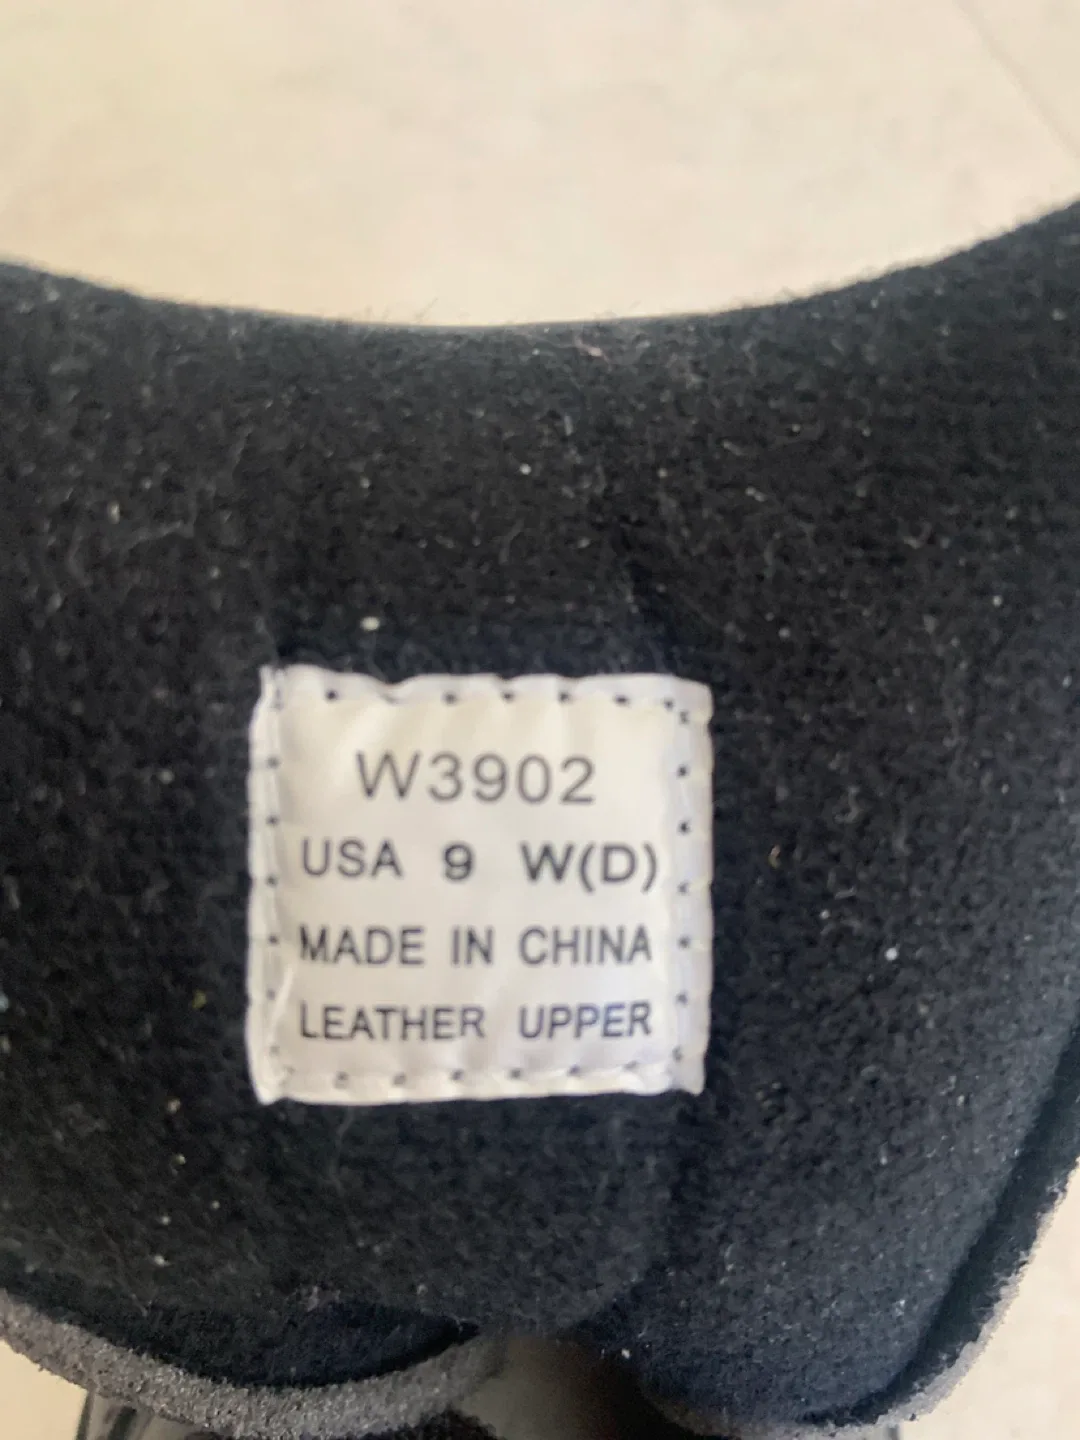 W3902
USA 9 W(D)
MADE IN CHINA
LEATHER UPPER